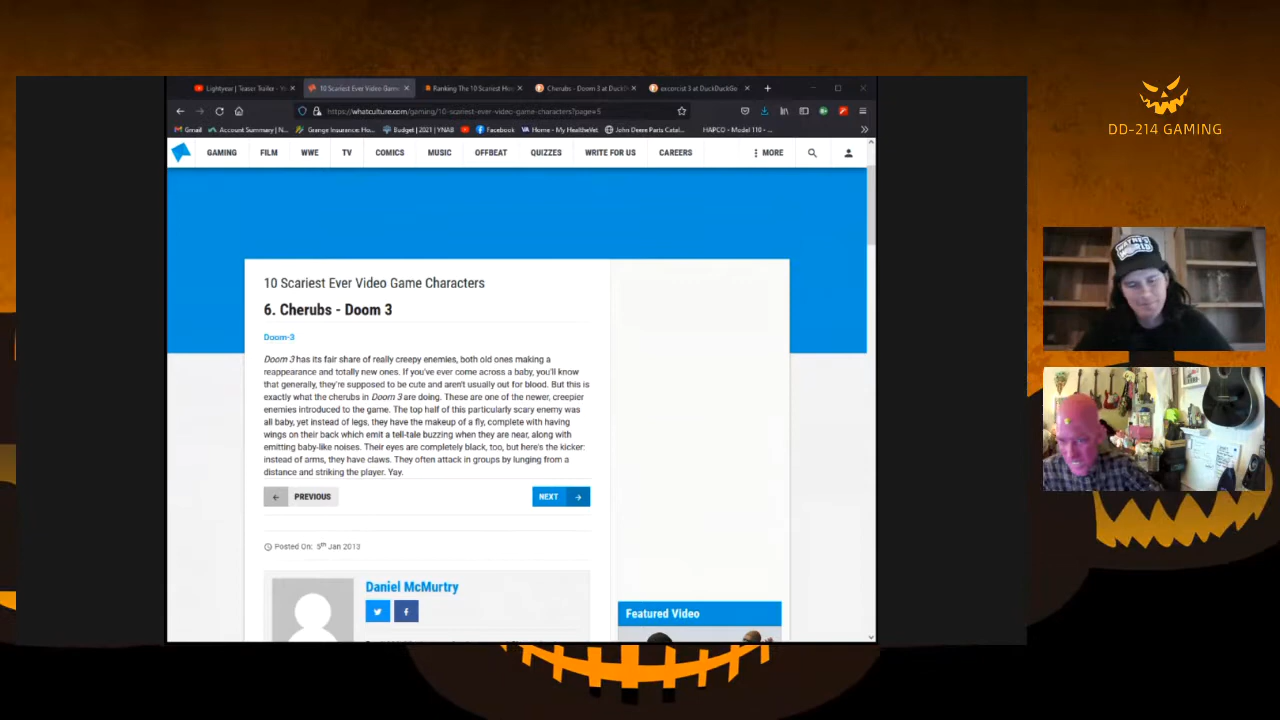 Lightyear | Teaser Trailer - Yo
10 Scariest Ever Video Game
Ranking The 10 Scariest Hou
Cherubs - Doom 3 at DuckDu
excorcist 3 at DuckDuckGo
https://whatculture.com/gaming/10-scariest-ever-video-game-characters?page=5
Gmail
Account Summary | N...
Grange Insurance: Ho...
Budget | 2021 | YNAB
Facebook
VA Home - My HealtheVet
John Deere Parts Catal...
HAPCO - Model 110 -...
DD-214 GAMING
GAMING FILM WWE TV COMICS MUSIC OFFBEAT QUIZZES WRITE FOR US CAREERS MORE
WAYNE'S
WORLD
10 Scariest Ever Video Game Characters
6. Cherubs - Doom 3
Doom-3
Doom 3 has its fair share of really creepy enemies, both old ones making a
reappearance and totally new ones. If you've ever come across a baby, you'll know
that generally, they're supposed to be cute and aren't usually out for blood. But this is
exactly what the cherubs in Doom 3 are doing. These are one of the newer, creepier
enemies introduced to the game. The top half of this particularly scary enemy was
all baby, yet instead of legs, they have the makeup of a fly, complete with having
wings on their back which emit a tell-tale buzzing when they are near, along with
emitting baby-like noises. Their eyes are completely black, too, but here's the kicker:
instead of arms, they have claws. They often attack in groups by lunging from a
distance and striking the player. Yay.
PREVIOUS
NEXT
Posted On: 5th Jan 2013
Daniel McMurtry
Featured Video